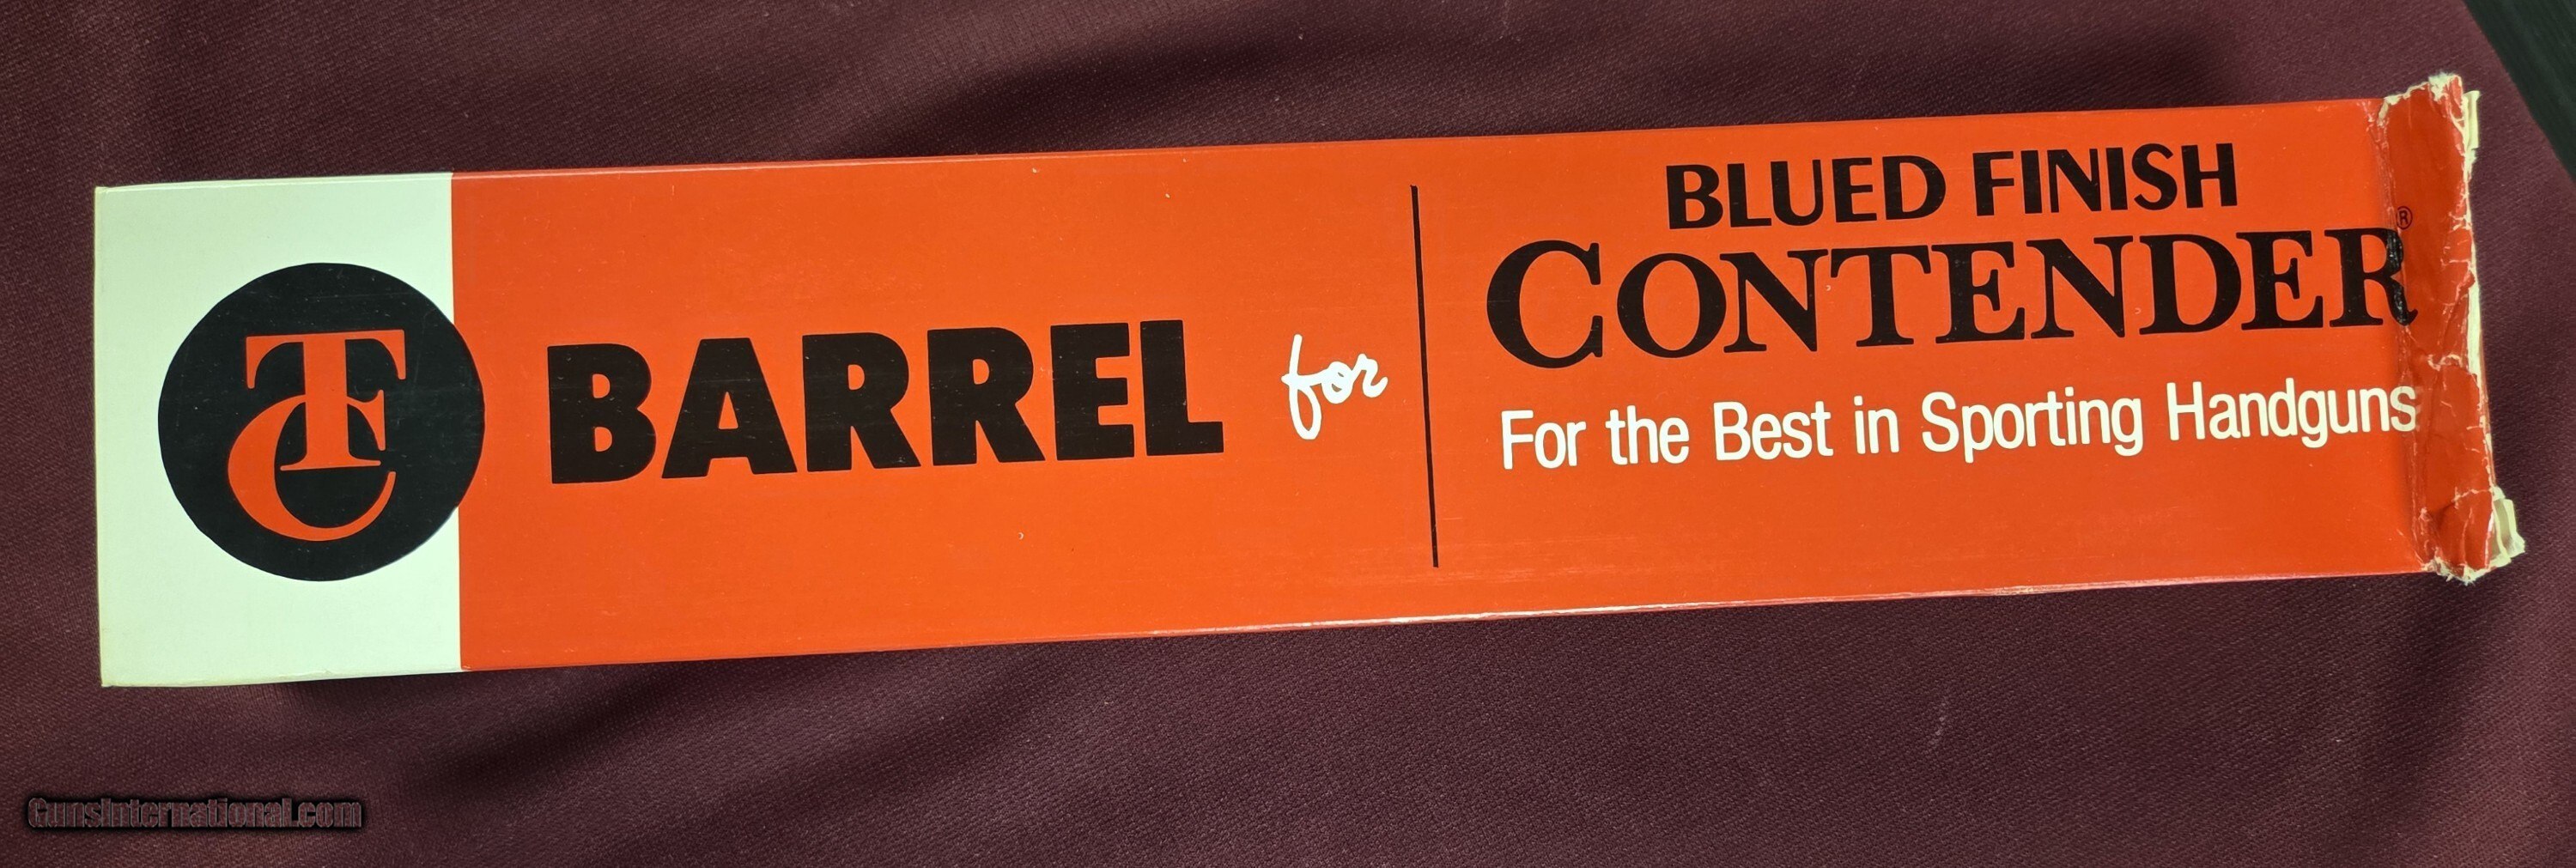 TC
BARREL for
BLUED FINISH
CONTENDER®
For the Best in Sporting Handguns
GunsInternational.com